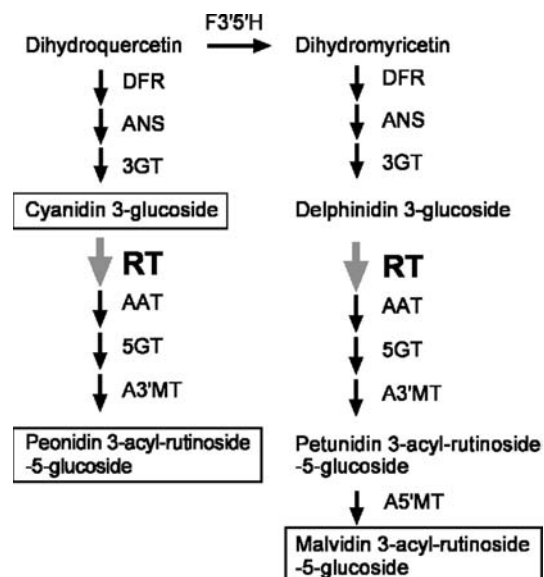 F3'5'H
Dihydroquercetin
Dihydromyricetin
DFR
ANS
3GT
Cyanidin 3-glucoside
RT
AAT
5GT
A3'MT
Peonidin 3-acyl-rutinoside
-5-glucoside
DFR
ANS
3GT
Delphinidin 3-glucoside
RT
AAT
5GT
A3'MT
Petunidin 3-acyl-rutinoside
-5-glucoside
A5'MT
Malvidin 3-acyl-rutinoside
-5-glucoside